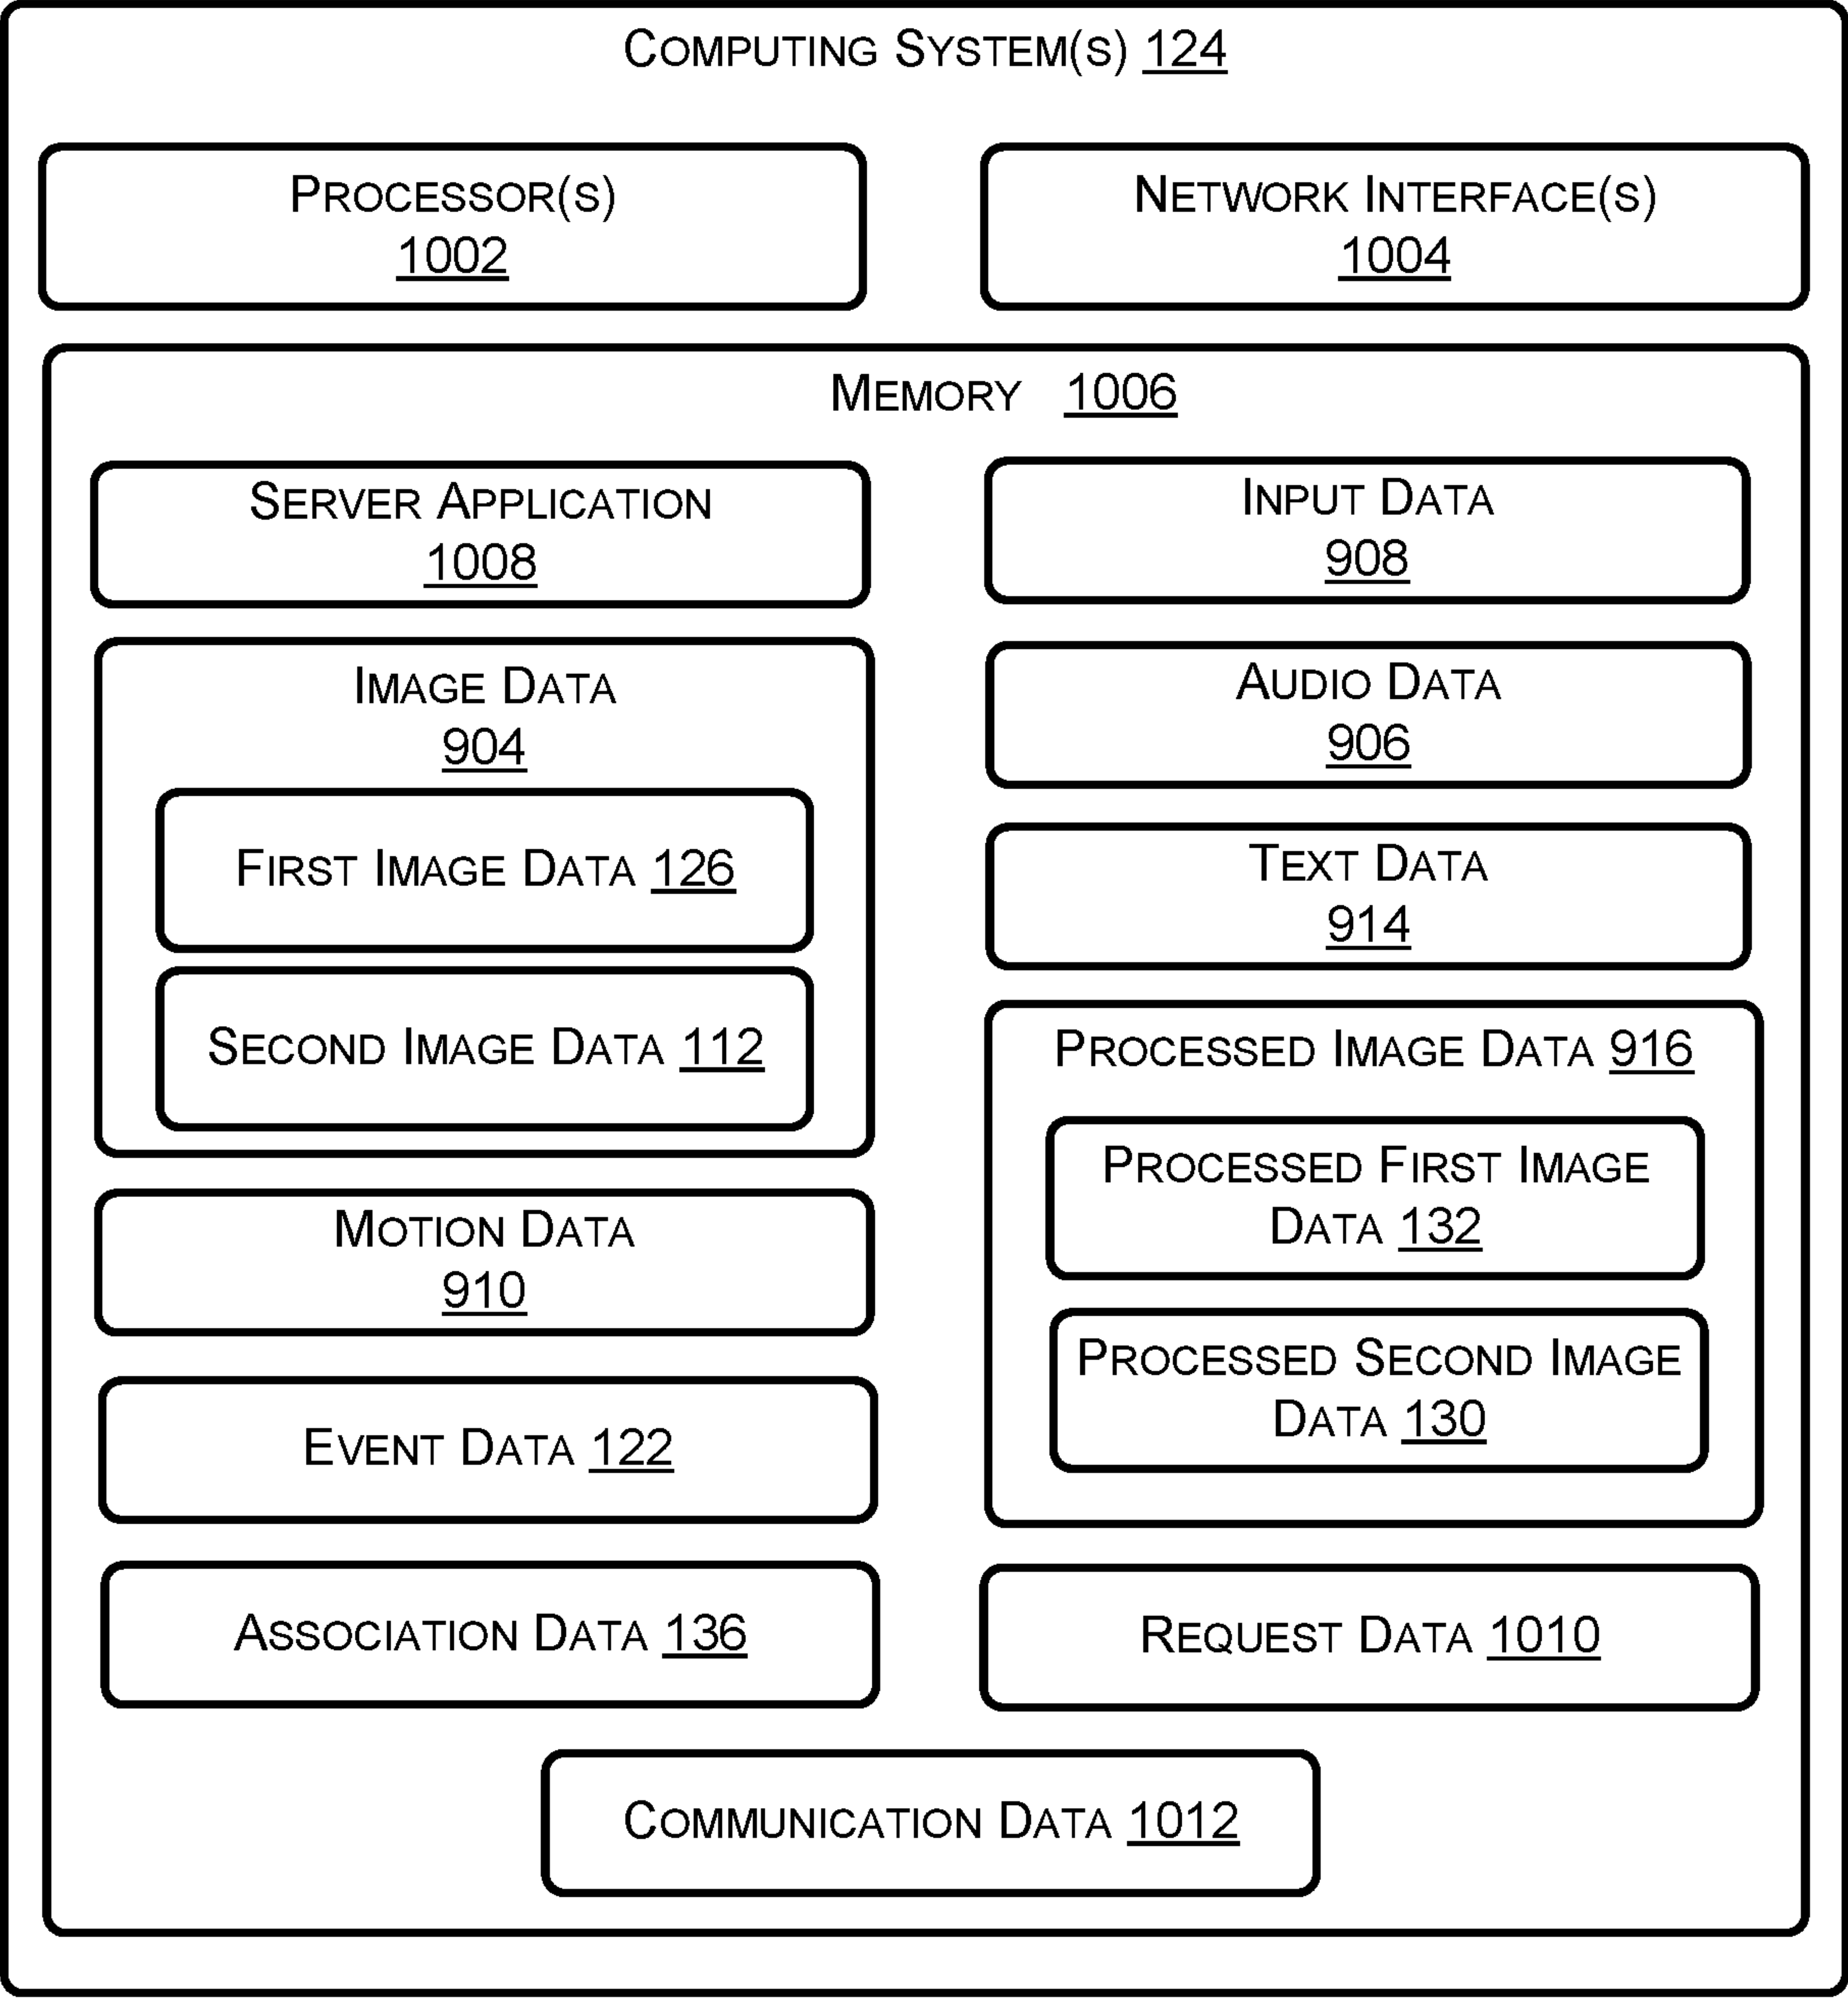 COMPUTING SYSTEM(S) 124
PROCESSOR(S)
1002
NETWORK INTERFACE(S)
1004
MEMORY 1006
SERVER APPLICATION
1008
INPUT DATA
908
IMAGE DATA
904
FIRST IMAGE DATA 126
SECOND IMAGE DATA 112
AUDIO DATA
906
TEXT DATA
914
PROCESSED IMAGE DATA 916
PROCESSED FIRST IMAGE
DATA 132
PROCESSED SECOND IMAGE
DATA 130
MOTION DATA
910
EVENT DATA 122
ASSOCIATION DATA 136
REQUEST DATA 1010
COMMUNICATION DATA 1012